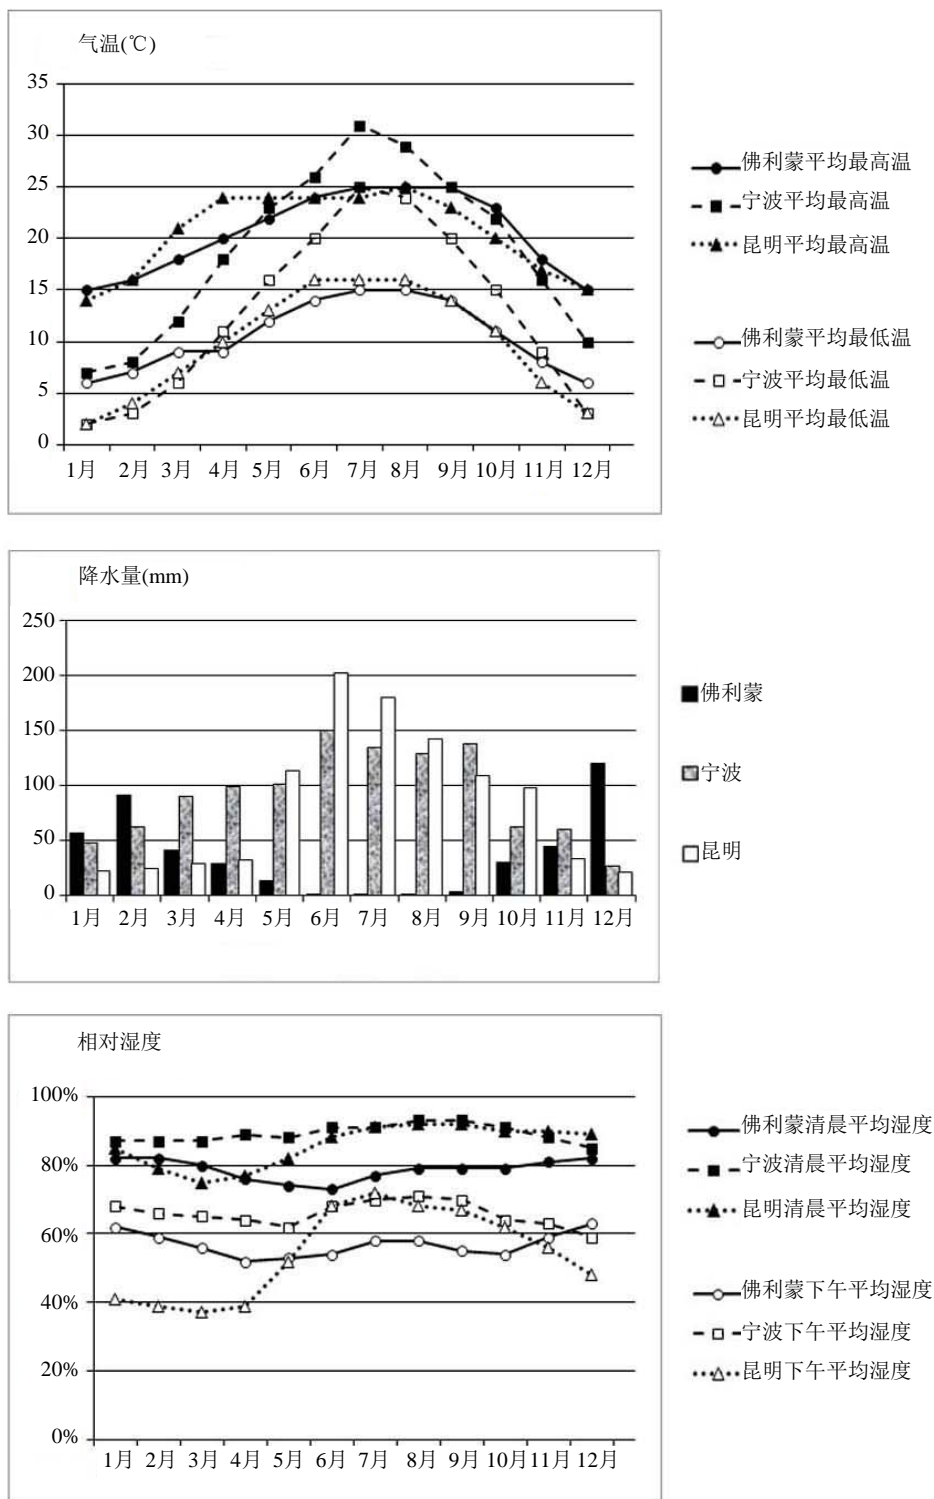 气温(℃)
35
30
25
20
15
10
5
0
1月 2月 3月 4月 5月 6月 7月 8月 9月 10月 11月 12月
佛利蒙平均最高温
宁波平均最高温
昆明平均最高温
佛利蒙平均最低温
宁波平均最低温
昆明平均最低温
降水量(mm)
250
200
150
100
50
0
1月 2月 3月 4月 5月 6月 7月 8月 9月 10月 11月 12月
佛利蒙
宁波
昆明
相对湿度
100%
80%
60%
40%
20%
0%
1月 2月 3月 4月 5月 6月 7月 8月 9月 10月 11月 12月
佛利蒙清晨平均湿度
宁波清晨平均湿度
昆明清晨平均湿度
佛利蒙下午平均湿度
宁波下午平均湿度
昆明下午平均湿度